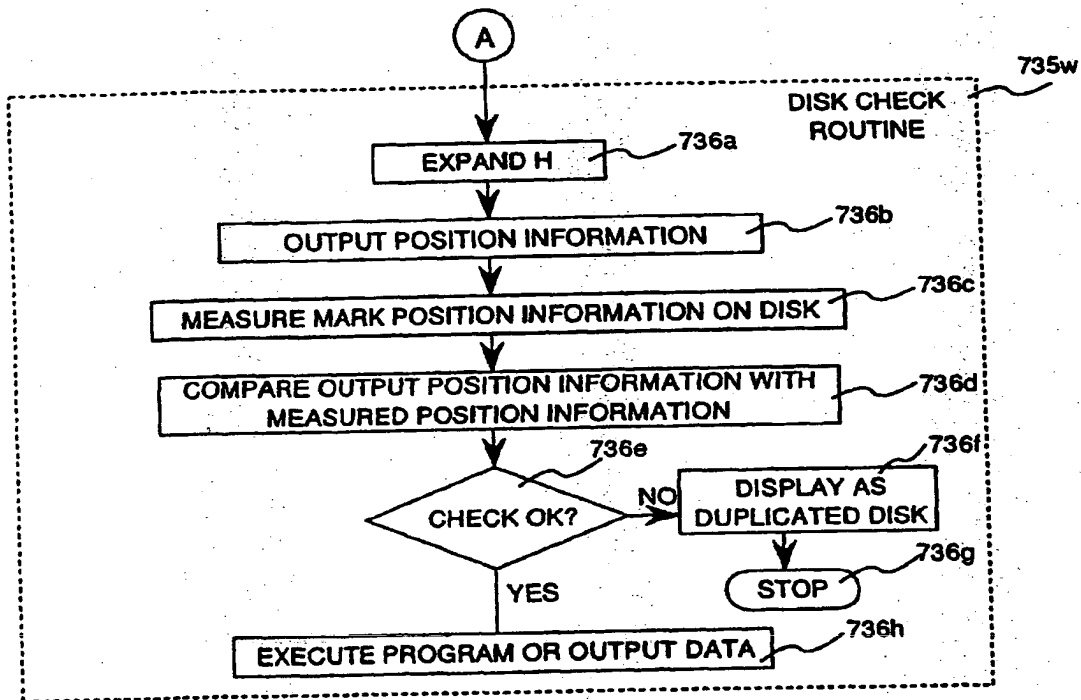 A
735w
DISK CHECK
ROUTINE
736a
EXPAND H
736b
OUTPUT POSITION INFORMATION
736c
MEASURE MARK POSITION INFORMATION ON DISK
COMPARE OUTPUT POSITION INFORMATION WITH
MEASURED POSITION INFORMATION
736d
736e
736f
CHECK OK?
NO
DISPLAY AS
DUPLICATED DISK
736g
STOP
YES
736h
EXECUTE PROGRAM OR OUTPUT DATA